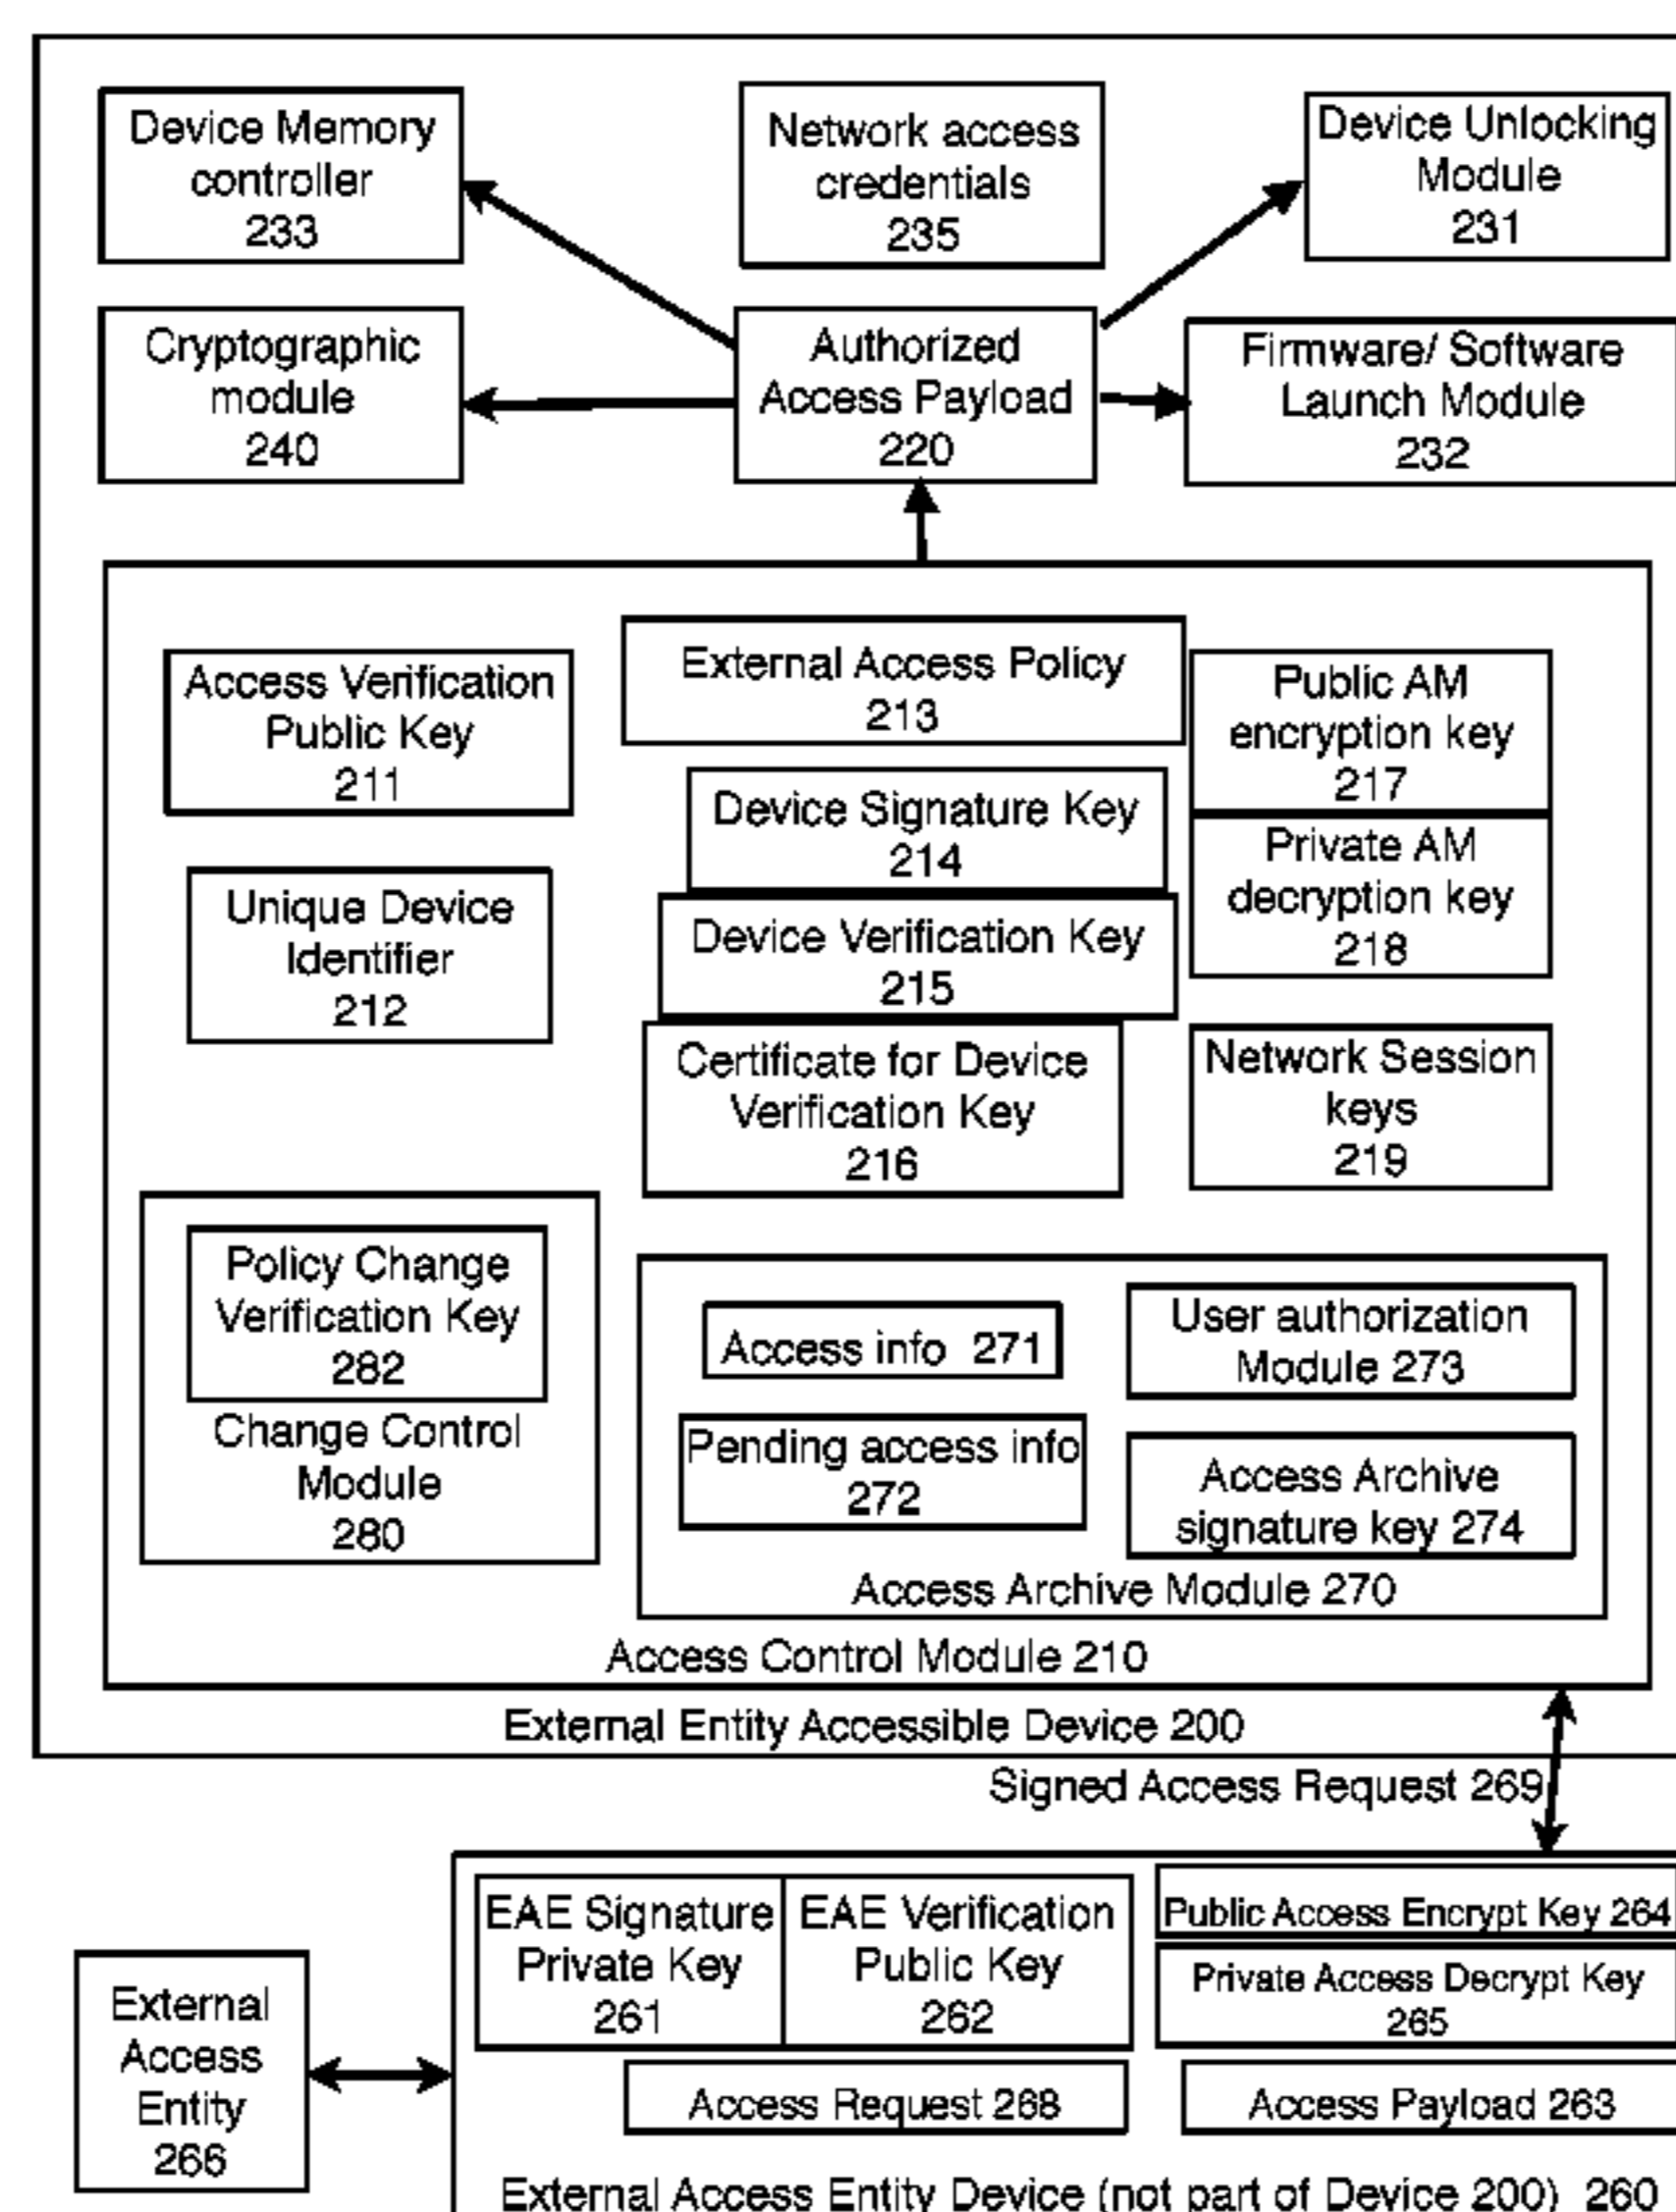 Device Memory
controller
233
Network access
credentials
235
Device Unlocking
Module
231
Cryptographic
module
240
Authorized
Access Payload
220
Firmware/ Software
Launch Module
232
Access Verification
Public Key
211
External Access Policy
213
Public AM
encryption key
217
Device Signature Key
214
Private AM
decryption key
218
Unique Device
Identifier
212
Device Verification Key
215
Certificate for Device
Verification Key
216
Network Session
keys
219
Policy Change
Verification Key
282
Change Control
Module
280
Access info 271
User authorization
Module 273
Pending access info
272
Access Archive
signature key 274
Access Archive Module 270
Access Control Module 210
External Entity Accessible Device 200
Signed Access Request 269
External
Access
Entity
266
EAE Signature
Private Key
261
EAE Verification
Public Key
262
Public Access Encrypt Key 264
Private Access Decrypt Key
265
Access Request 268
Access Payload 263
External Access Entity Device (not part of Device 200) 260